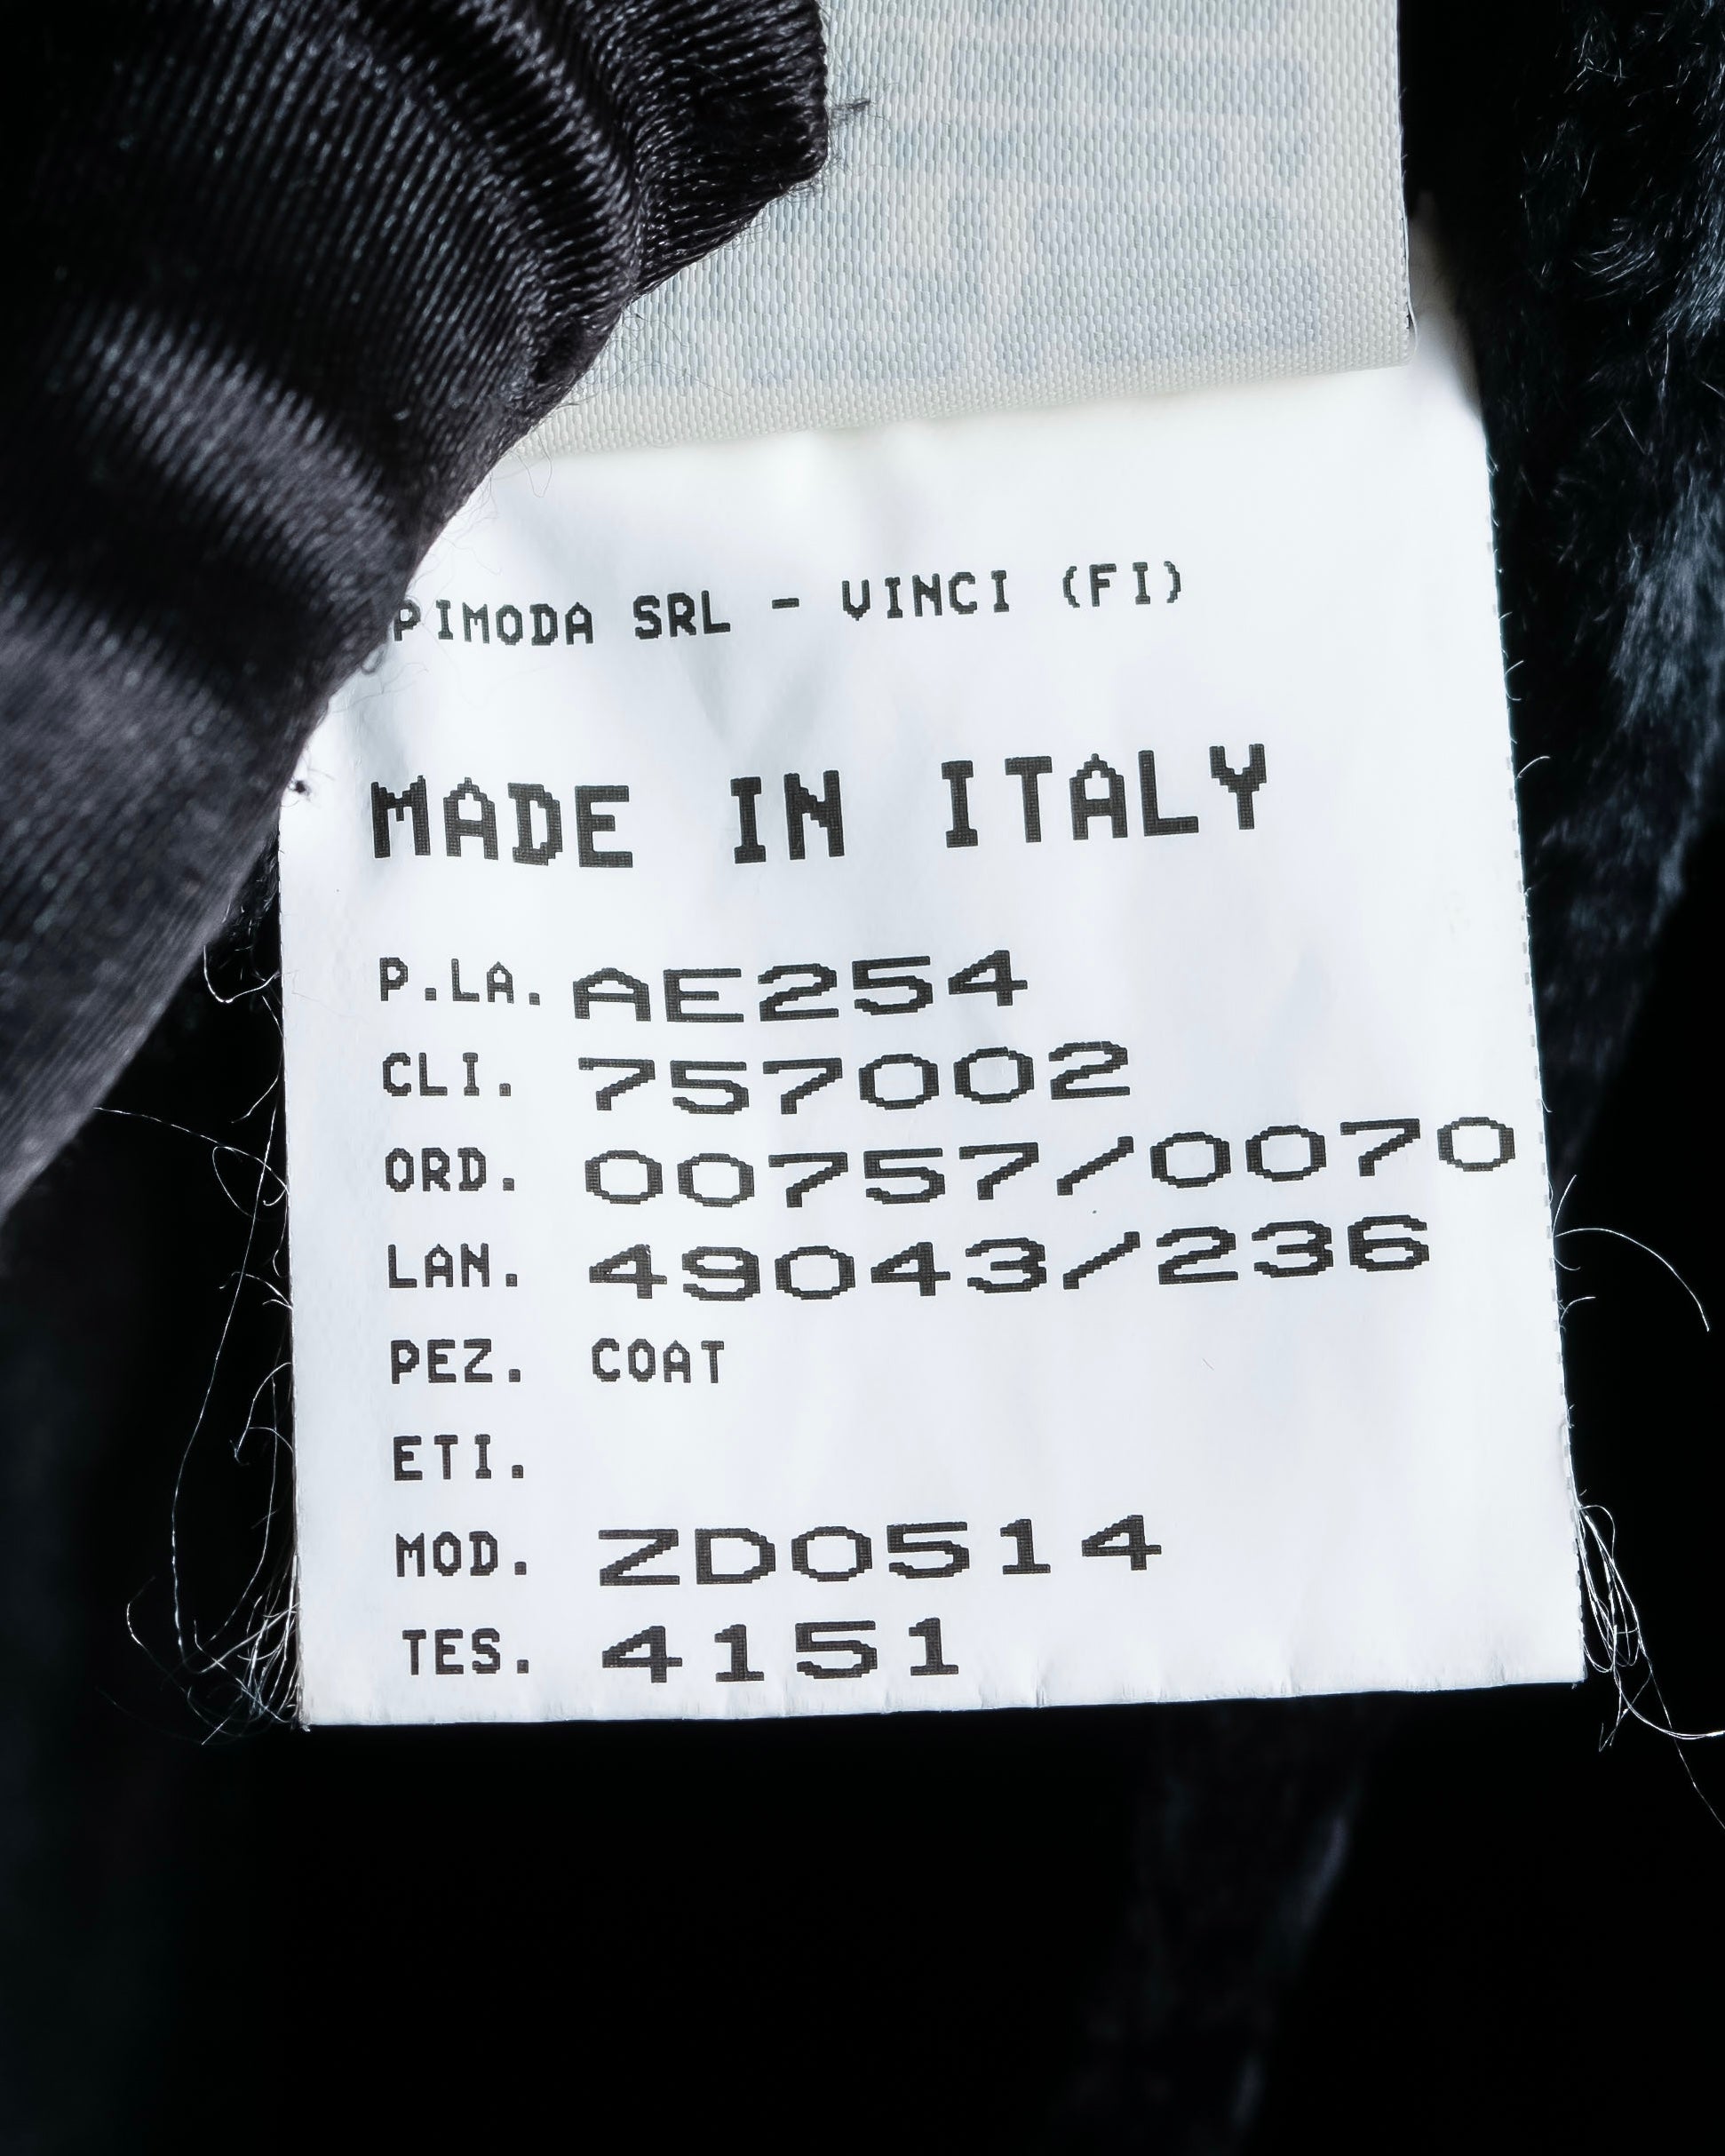 PIMODA SRL - VINCI (FI)
MADE IN ITALY
P.LA. AE254
CLI. 757002
ORD. 00757/0070
LAN. 49043/236
PEZ. COAT
ETI.
MOD. ZD0514
TES. 4151